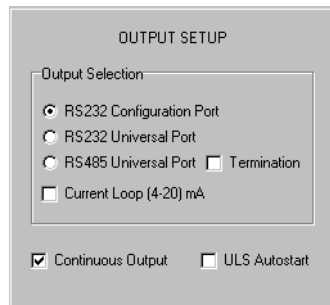 OUTPUT SETUP
Output Selection
RS232 Configuration Port
RS232 Universal Port
RS485 Universal Port Termination
Current Loop (4-20) mA
Continuous Output ULS Autostart